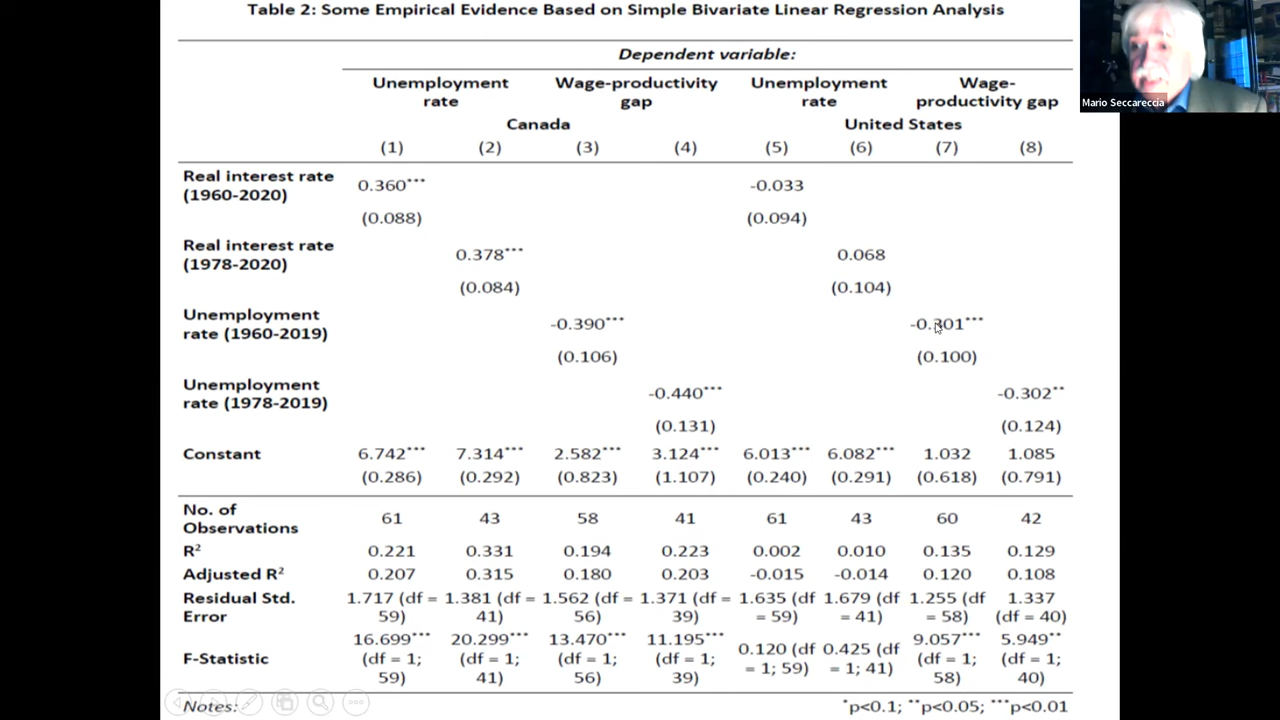 Table 2: Some Empirical Evidence Based on Simple Bivariate Linear Regression Analysis
Mario Seccareccia
Dependent variable:
Unemployment rate Wage-productivity gap Unemployment rate Wage-productivity gap
Canada United States
(1) (2) (3) (4) (5) (6) (7) (8)
Real interest rate (1960-2020) 0.360*** -0.033
(0.088) (0.094)
Real interest rate (1978-2020) 0.378*** 0.068
(0.084) (0.104)
Unemployment rate (1960-2019) -0.390*** -0.301***
(0.106) (0.100)
Unemployment rate (1978-2019) -0.440*** -0.302**
(0.131) (0.124)
Constant 6.742*** 7.314*** 2.582*** 3.124*** 6.013*** 6.082*** 1.032 1.085
(0.286) (0.292) (0.823) (1.107) (0.240) (0.291) (0.618) (0.791)
No. of Observations 61 43 58 41 61 43 60 42
R² 0.221 0.331 0.194 0.223 0.002 0.010 0.135 0.129
Adjusted R² 0.207 0.315 0.180 0.203 -0.015 -0.014 0.120 0.108
Residual Std. Error 1.717 (df = 59) 1.381 (df = 41) 1.562 (df = 56) 1.371 (df = 39) 1.635 (df = 59) 1.679 (df = 41) 1.255 (df = 58) 1.337 (df = 40)
F-Statistic 16.699*** (df = 1; 59) 20.299*** (df = 1; 41) 13.470*** (df = 1; 56) 11.195*** (df = 1; 39) 0.120 (df = 1; 59) 0.425 (df = 1; 41) 9.057*** (df = 1; 58) 5.949** (df = 1; 40)
Notes: *p<0.1; **p<0.05; ***p<0.01